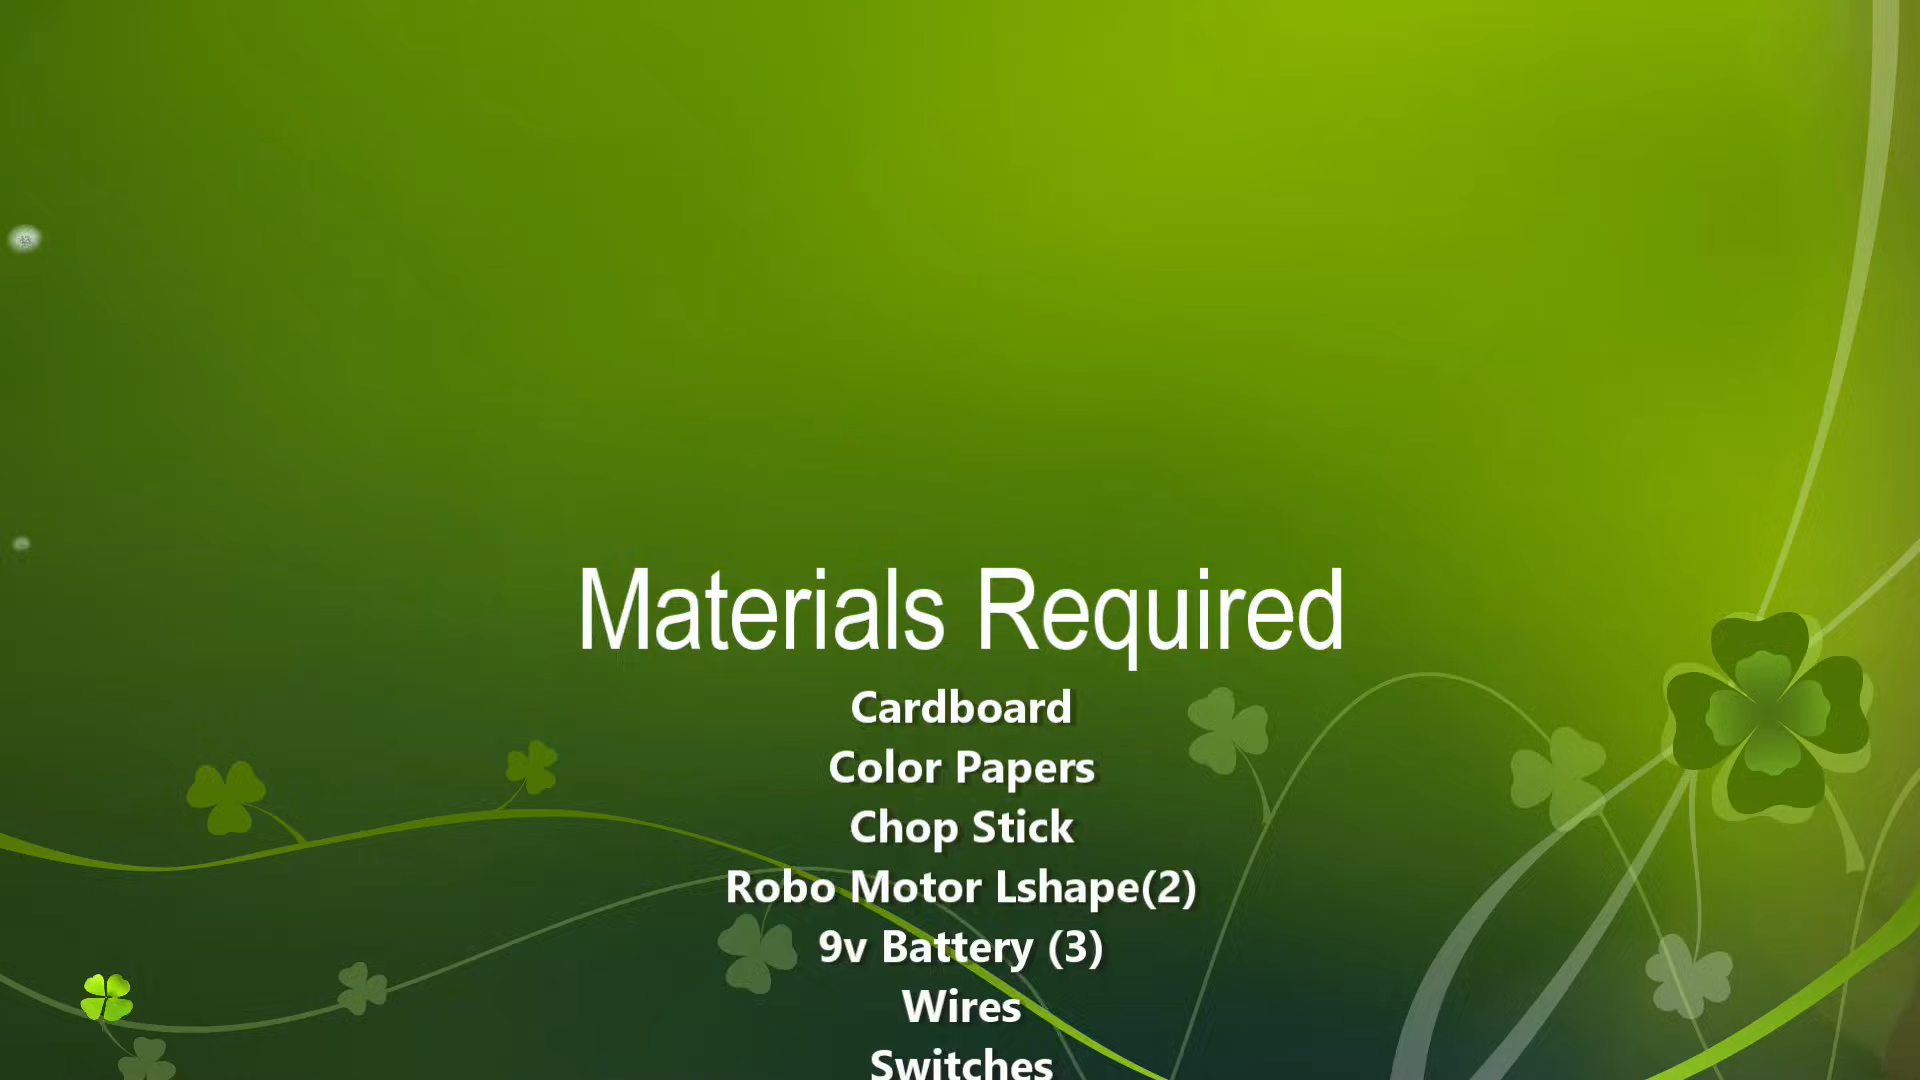 Materials Required
Cardboard
Color Papers
Chop Stick
Robo Motor Lshape(2)
9v Battery (3)
Wires
Switches